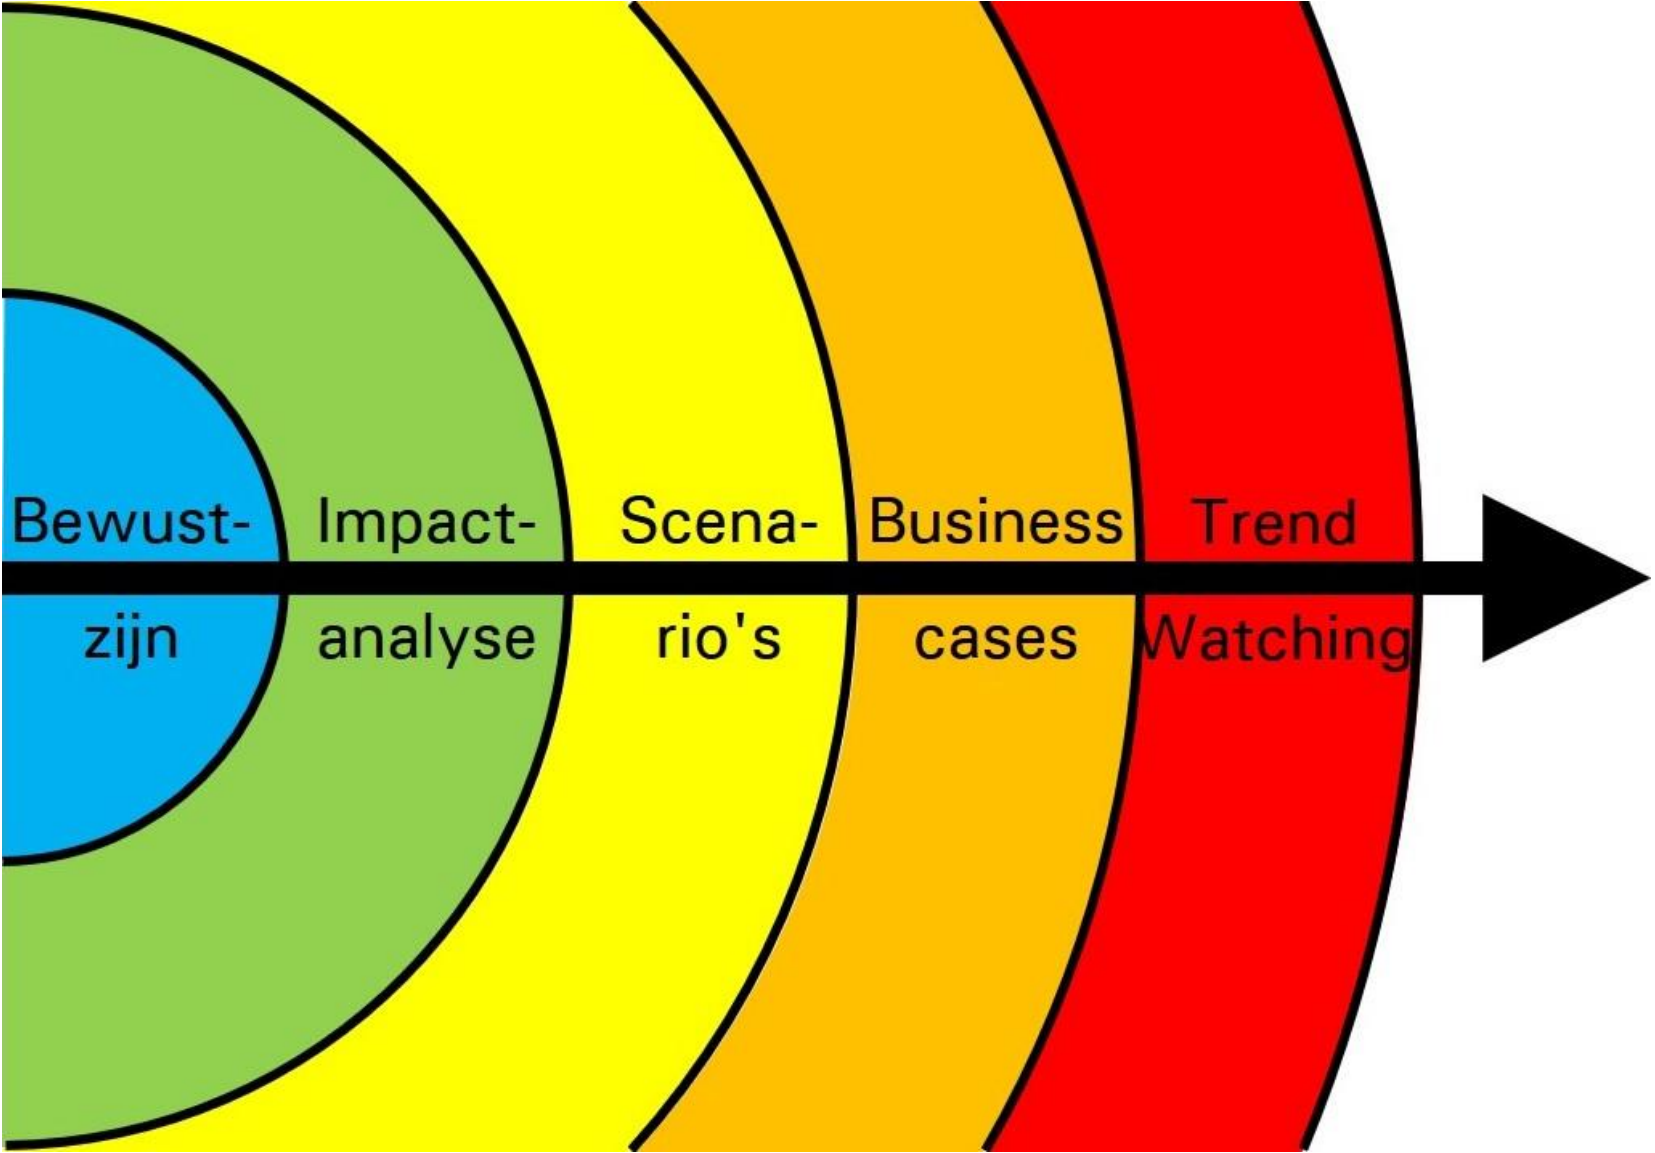 Bewust-
zijn
Impact-
analyse
Scena-
rio's
Business
cases
Trend
Watching